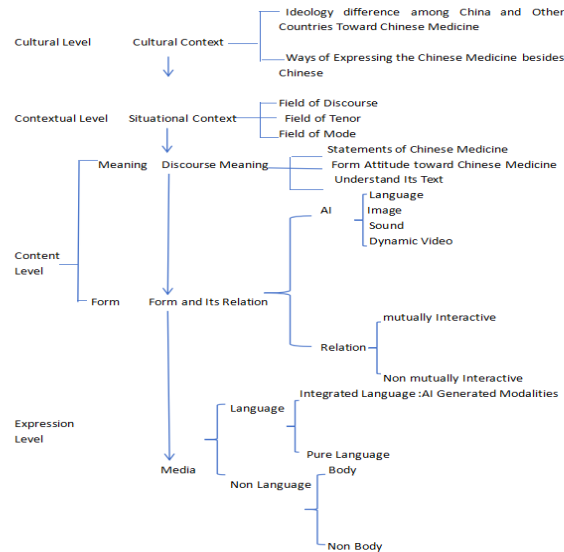 Ideology difference among China and Other
Countries Toward Chinese Medicine
Cultural Level
Cultural Context
Ways of Expressing the Chinese Medicine besides
Chinese
Field of Discourse
Contextual Level
Situational Context
Field of Tenor
Field of Mode
Statements of Chinese Medicine
Meaning
Discourse Meaning
Form Attitude toward Chinese Medicine
Understand Its Text
Language
AI
Image
Sound
Dynamic Video
Content
Level
Form
Form and Its Relation
mutually Interactive
Relation
Non mutually Interactive
Integrated Language :AI Generated Modalities
Language
Expression
Level
Pure Language
Media
Body
Non Language
Non Body